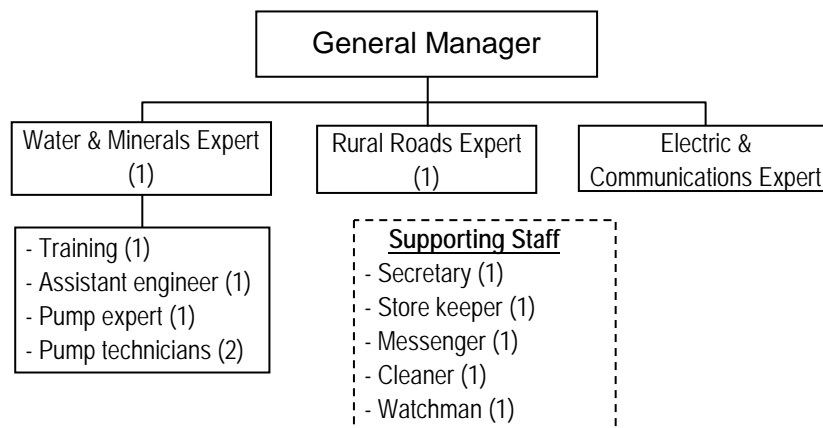 General Manager
Water & Minerals Expert
(1)
Rural Roads Expert
(1)
Electric &
Communications Expert
- Training (1)
- Assistant engineer (1)
- Pump expert (1)
- Pump technicians (2)
Supporting Staff
- Secretary (1)
- Store keeper (1)
- Messenger (1)
- Cleaner (1)
- Watchman (1)